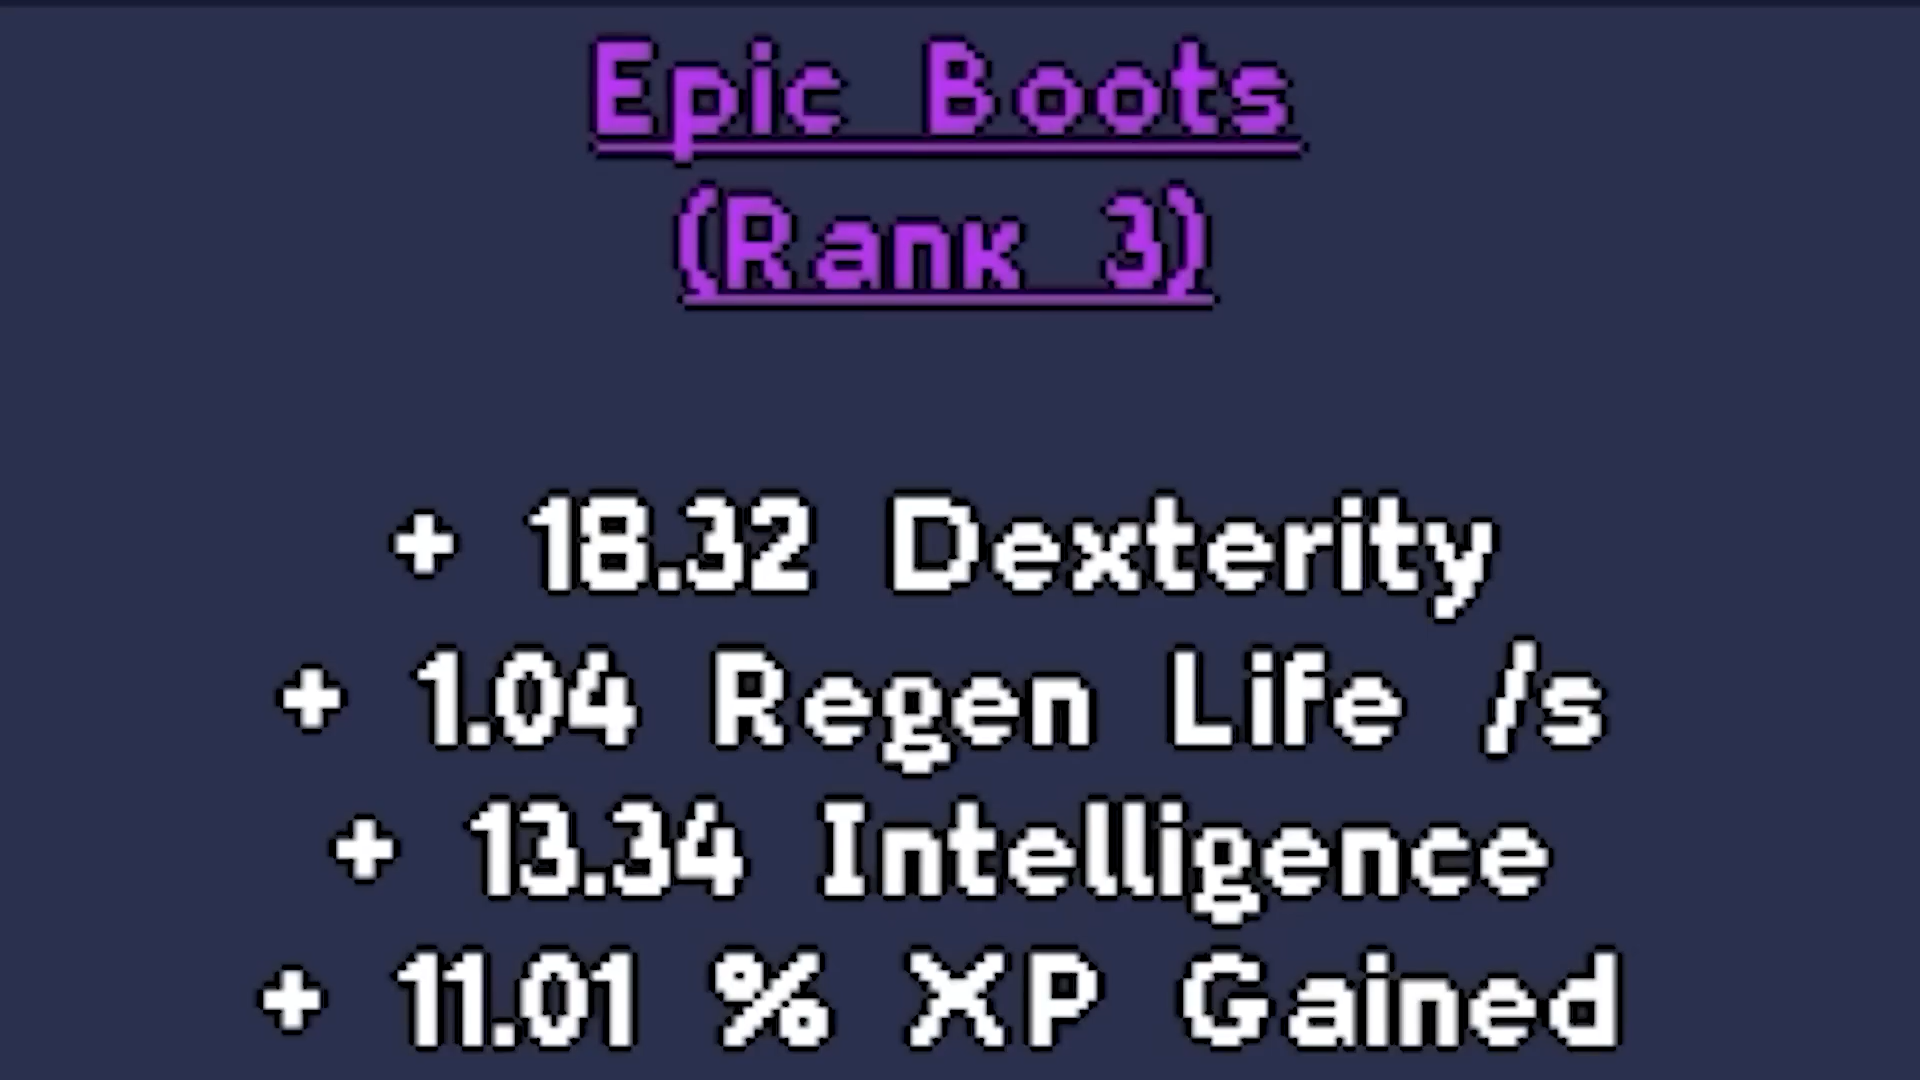 Epic Boots
(Rank 3)
+ 18.32 Dexterity
+ 1.04 Regen Life /s
+ 13.34 Intelligence
+ 11.01 % XP Gained